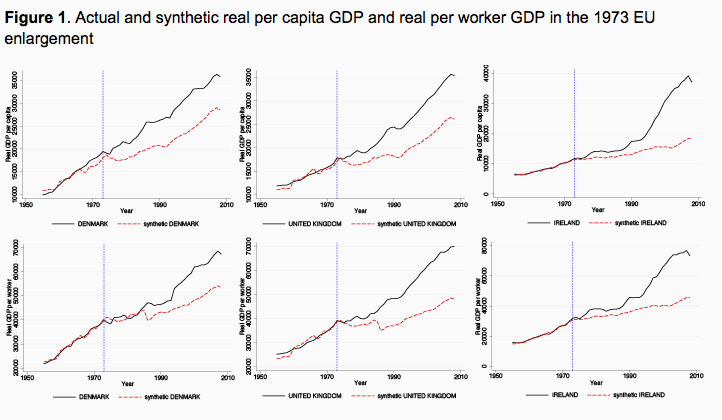 Figure 1. Actual and synthetic real per capita GDP and real per worker GDP in the 1973 EU
enlargement
Real GDP per capita
10000 15000 20000 25000 30000 35000
1950 1970 1990 2010
Year
DENMARK synthetic DENMARK
Real GDP per capita
10000 15000 20000 25000 30000 35000
1950 1970 1990 2010
Year
UNITED KINGDOM synthetic UNITED KINGDOM
Real GDP per capita
0 10000 20000 30000 40000
1950 1970 1990 2010
Year
IRELAND synthetic IRELAND
Real GDP per worker
20000 30000 40000 50000 60000 70000
1950 1970 1990 2010
Year
DENMARK synthetic DENMARK
Real GDP per worker
20000 30000 40000 50000 60000 70000
1950 1970 1990 2010
Year
UNITED KINGDOM synthetic UNITED KINGDOM
Real GDP per worker
0 20000 40000 60000 80000
1950 1970 1990 2010
Year
IRELAND synthetic IRELAND